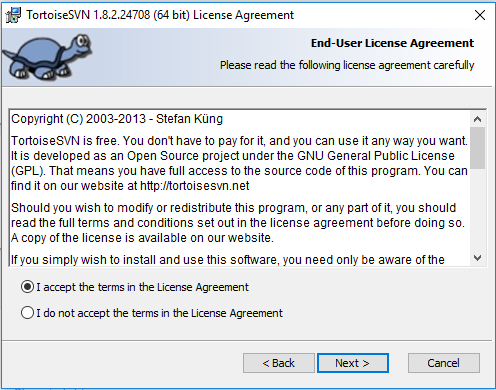 TortoiseSVN 1.8.2.24708 (64 bit) License Agreement
End-User License Agreement
Please read the following license agreement carefully
Copyright (C) 2003-2013 - Stefan Küng
TortoiseSVN is free. You don't have to pay for it, and you can use it any way you want.
It is developed as an Open Source project under the GNU General Public License
(GPL). That means you have full access to the source code of this program. You can
find it on our website at http://tortoisesvn.net
Should you wish to modify or redistribute this program, or any part of it, you should
read the full terms and conditions set out in the license agreement before doing so.
A copy of the license is available on our website.
If you simply wish to install and use this software, you need only be aware of the
I accept the terms in the License Agreement
I do not accept the terms in the License Agreement
< Back Next > Cancel